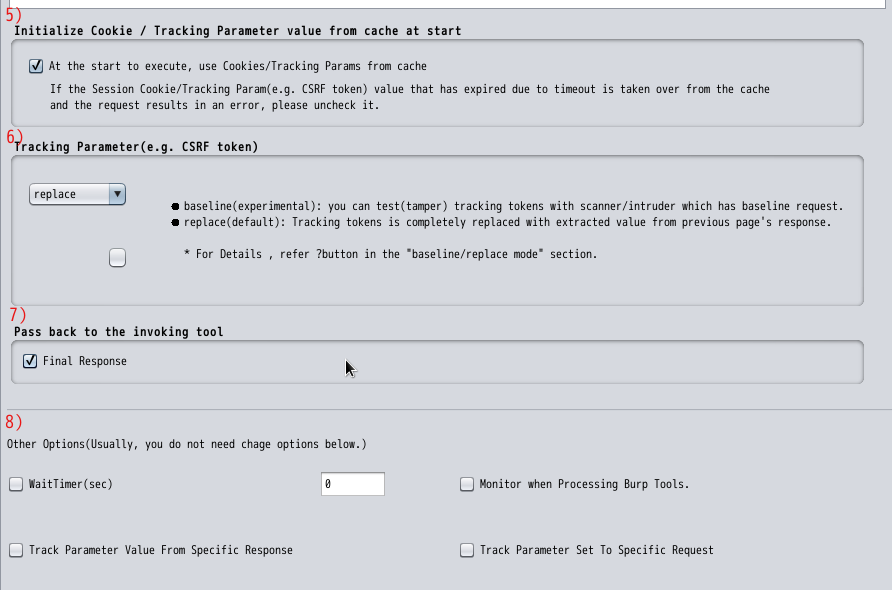 5)
Initialize Cookie / Tracking Parameter value from cache at start
At the start to execute, use Cookies/Tracking Params from cache
If the Session Cookie/Tracking Param(e.g. CSRF token) value that has expired due to timeout is taken over from the cache
and the request results in an error, please uncheck it.
6)
Tracking Parameter(e.g. CSRF token)
replace
● baseline(experimental): you can test(tamper) tracking tokens with scanner/intruder which has baseline request.
● replace(default): Tracking tokens is completely replaced with extracted value from previous page's response.
* For Details , refer ?button in the "baseline/replace mode" section.
7)
Pass back to the invoking tool
Final Response
8)
Other Options(Usually, you do not need chage options below.)
WaitTimer(sec) 0 Monitor when Processing Burp Tools.
Track Parameter Value From Specific Response Track Parameter Set To Specific Request